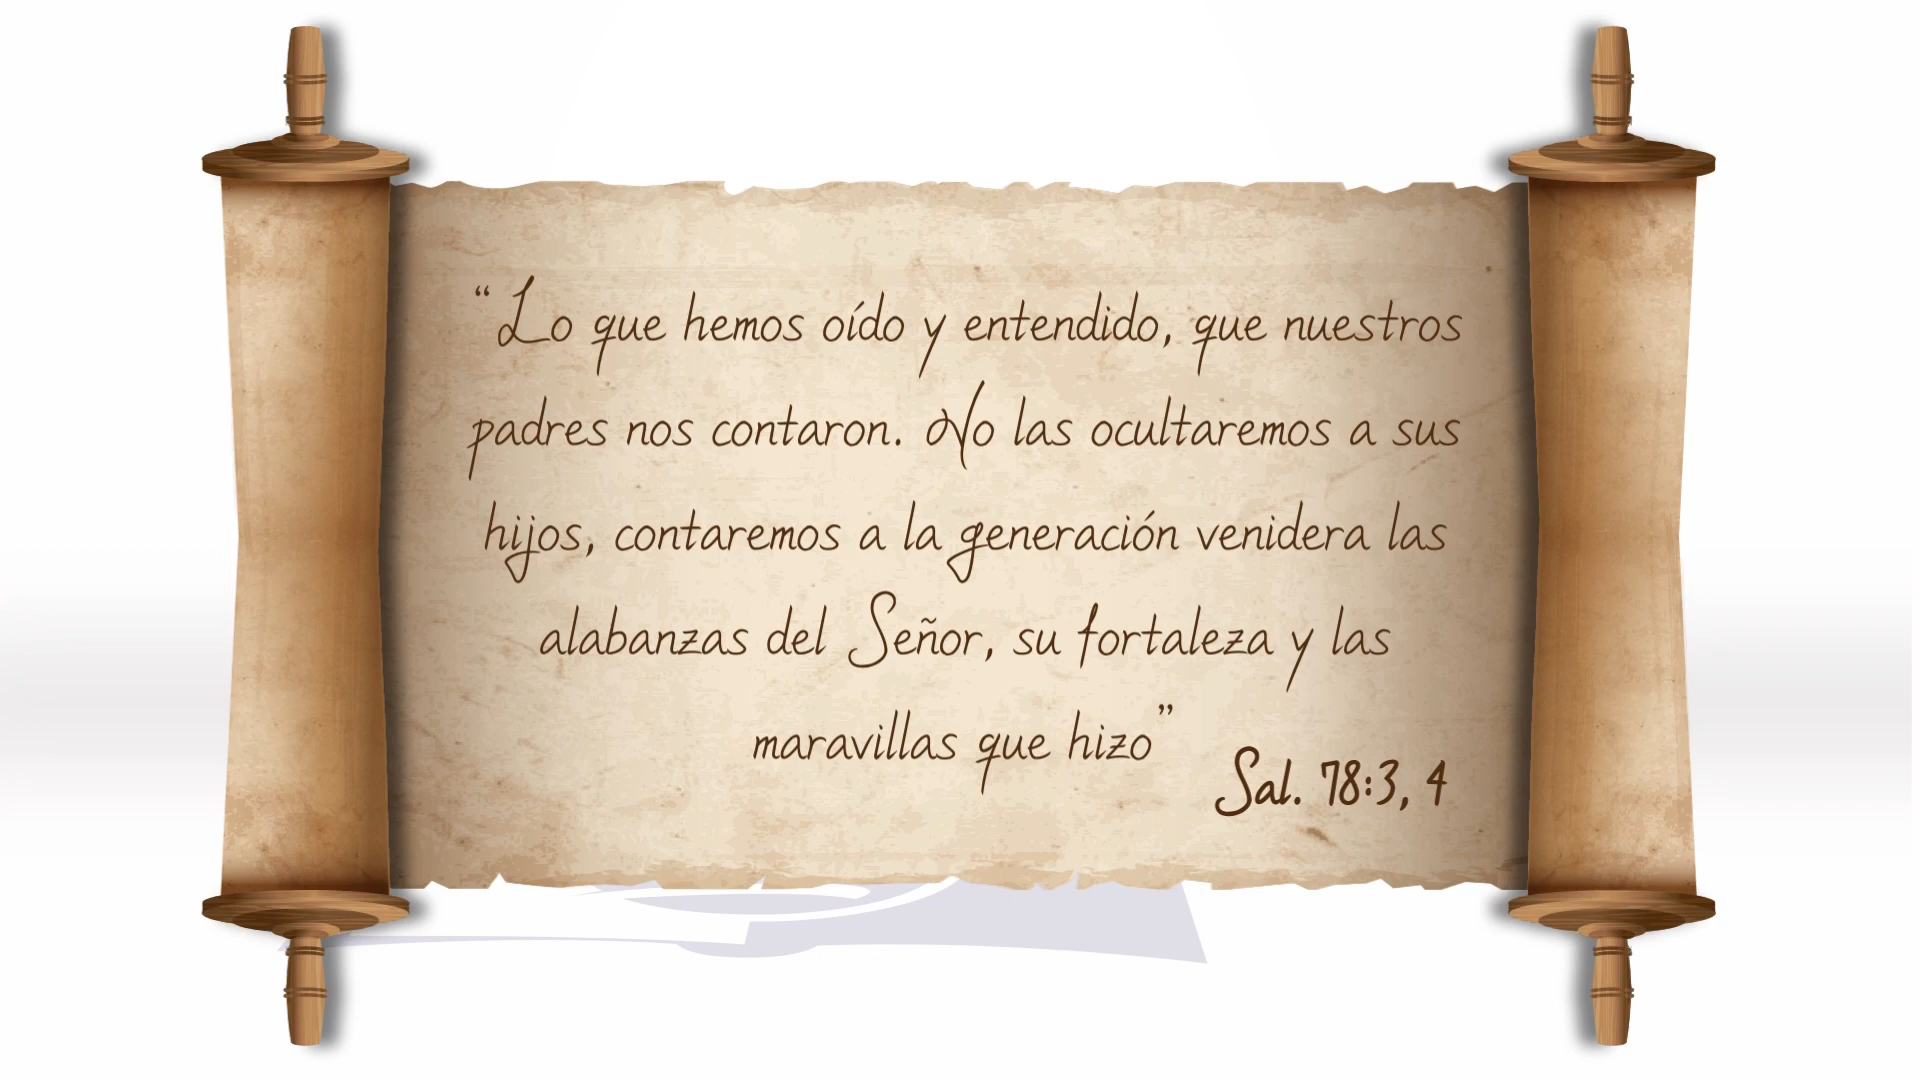 “Lo que hemos oído y entendido, que nuestros
padres nos contaron. No las ocultaremos a sus
hijos, contaremos a la generación venidera las
alabanzas del Señor, su fortaleza y las
maravillas que hizo”
Sal. 78:3, 4